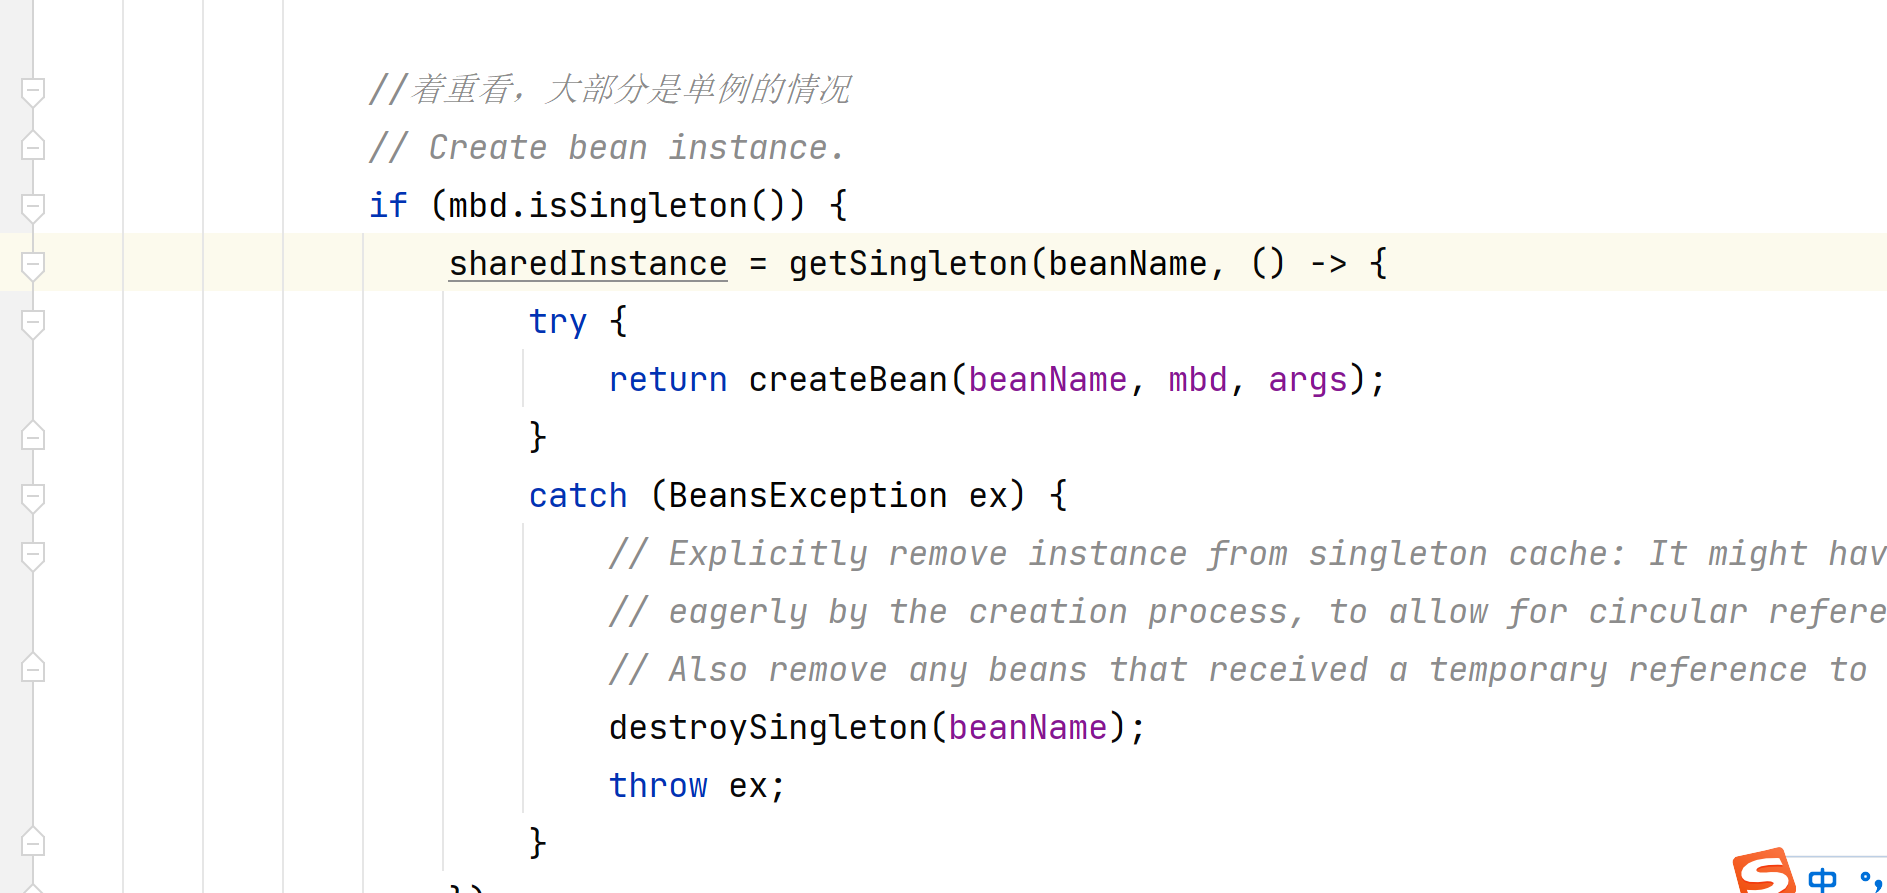 //着重看，大部分是单例的情况
// Create bean instance.
if (mbd.isSingleton()) {
sharedInstance = getSingleton(beanName, () -> {
try {
return createBean(beanName, mbd, args);
}
catch (BeansException ex) {
// Explicitly remove instance from singleton cache: It might hav
// eagerly by the creation process, to allow for circular refere
// Also remove any beans that received a temporary reference to
destroySingleton(beanName);
throw ex;
}
})
S 中 °,